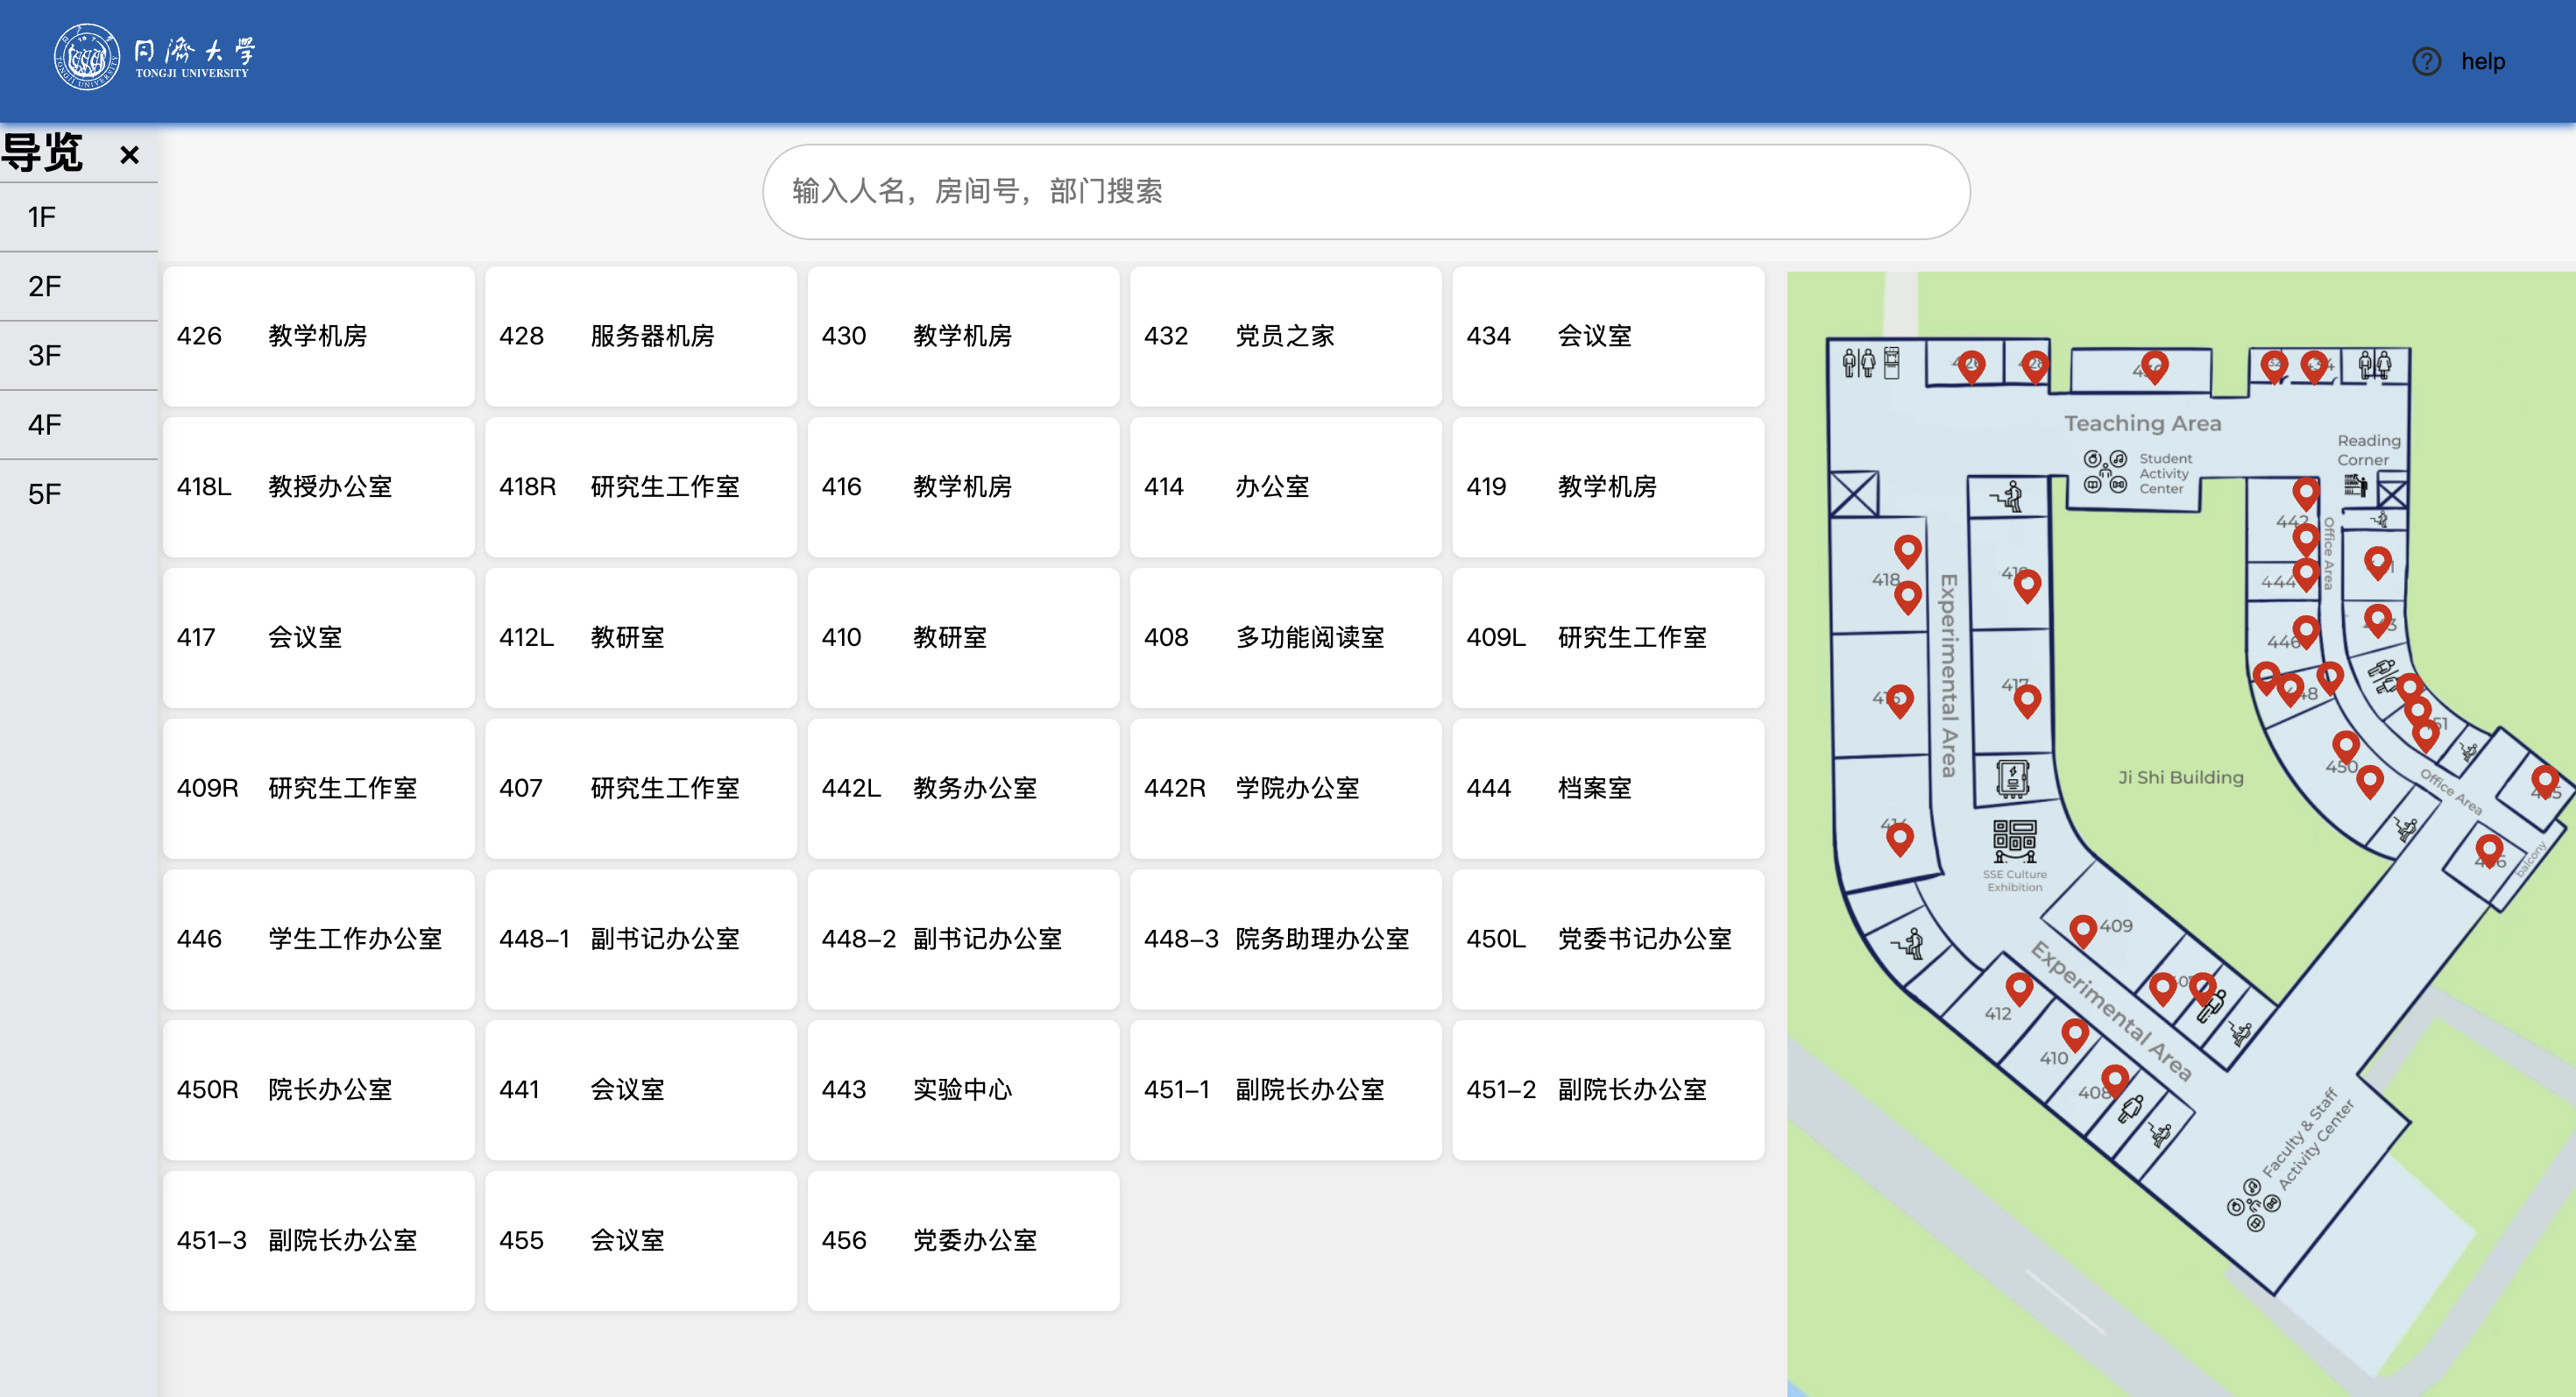 同濟大学
TONGJI UNIVERSITY
help
导览 ×
1F
2F
3F
4F
5F
输入人名，房间号，部门搜索
426 教学机房
428 服务器机房
430 教学机房
432 党员之家
434 会议室
418L 教授办公室
418R 研究生工作室
416 教学机房
414 办公室
419 教学机房
417 会议室
412L 教研室
410 教研室
408 多功能阅读室
409L 研究生工作室
409R 研究生工作室
407 研究生工作室
442L 教务办公室
442R 学院办公室
444 档案室
446 学生工作办公室
448-1 副书记办公室
448-2 副书记办公室
448-3 院务助理办公室
450L 党委书记办公室
450R 院长办公室
441 会议室
443 实验中心
451-1 副院长办公室
451-2 副院长办公室
451-3 副院长办公室
455 会议室
456 党委办公室
Teaching Area
Student
Activity
Center
Reading
Corner
442
Office Area
444
418
446
Experimental Area
450
Ji Shi Building
Office Area
balcony
SSE Culture
Exhibition
409
Experimental Area
412
410
408
Faculty & Staff
Activity Center